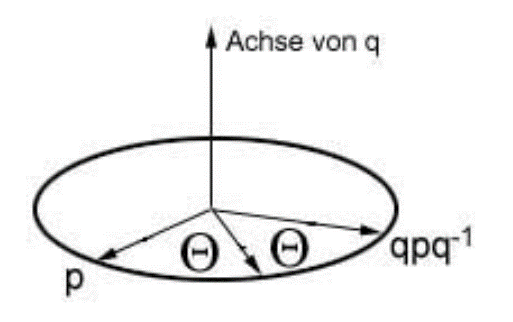 Achse von q
Θ Θ
qpq⁻¹
p